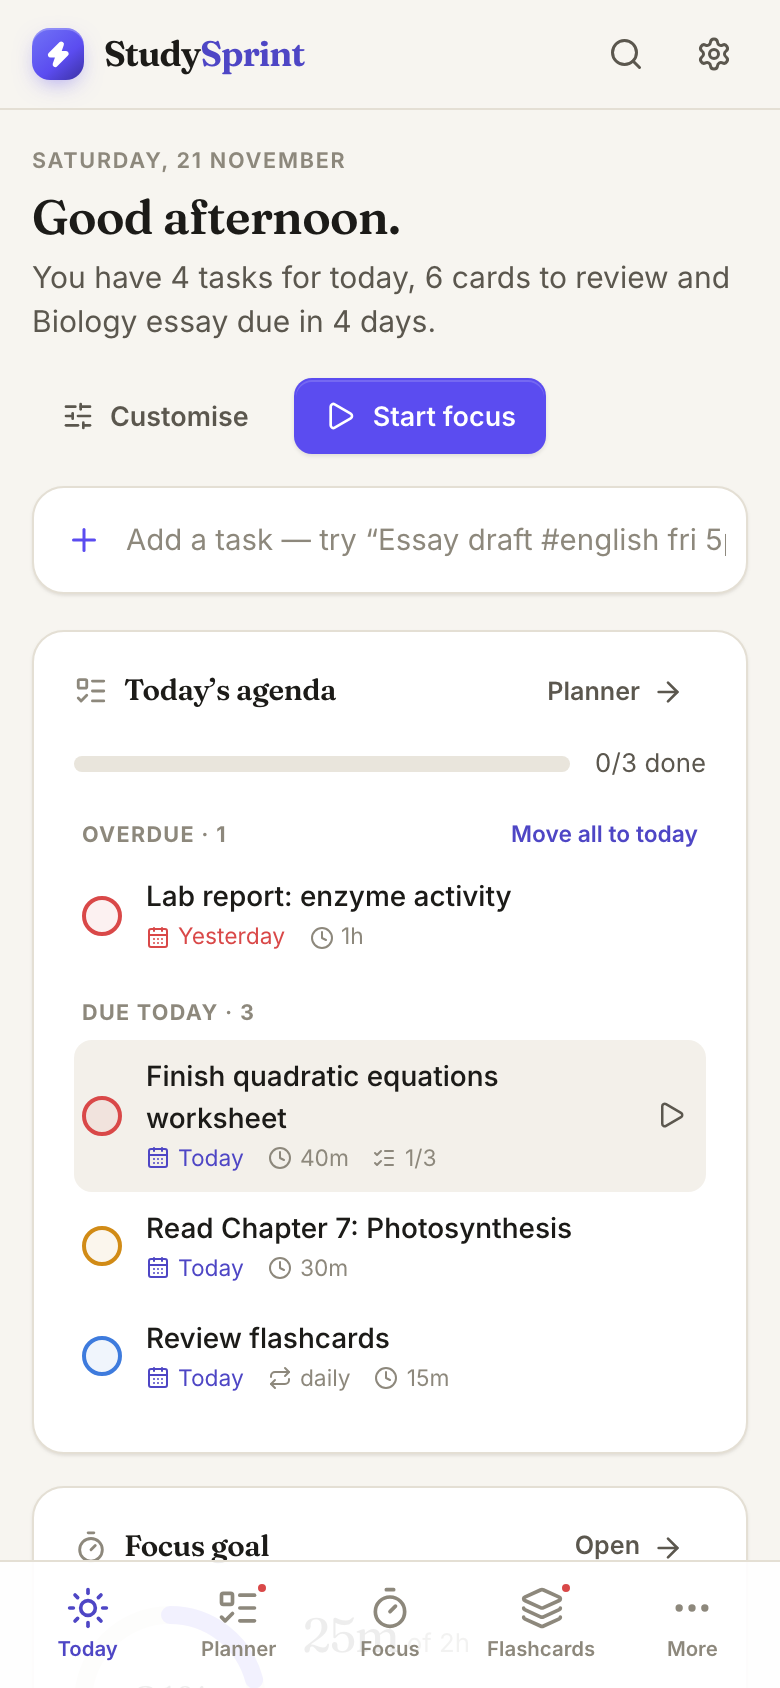 StudySprint
SATURDAY, 21 NOVEMBER
Good afternoon.
You have 4 tasks for today, 6 cards to review and
Biology essay due in 4 days.
Customise
Start focus
Add a task — try “Essay draft #english fri 5
Today’s agenda
Planner
0/3 done
OVERDUE · 1
Move all to today
Lab report: enzyme activity
Yesterday 1h
DUE TODAY · 3
Finish quadratic equations
worksheet
Today 40m 1/3
Read Chapter 7: Photosynthesis
Today 30m
Review flashcards
Today daily 15m
Focus goal
Open
25m of 2h
Today
Planner
Focus
Flashcards
More